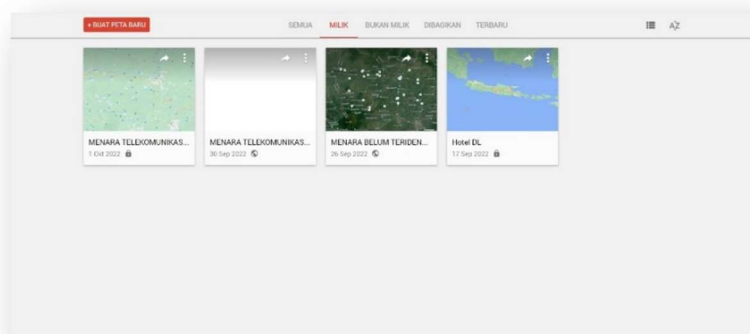 + BUAT PETA BARU
SEMUA MILIK BUKAN MILIK DIBAGIKAN TERBARU
AZ
MENARA TELEKOMUNIKAS...
1 Okt 2022
MENARA TELEKOMUNIKAS...
30 Sep 2022
MENARA BELUM TERIDEN...
26 Sep 2022
Hotel DL
17 Sep 2022